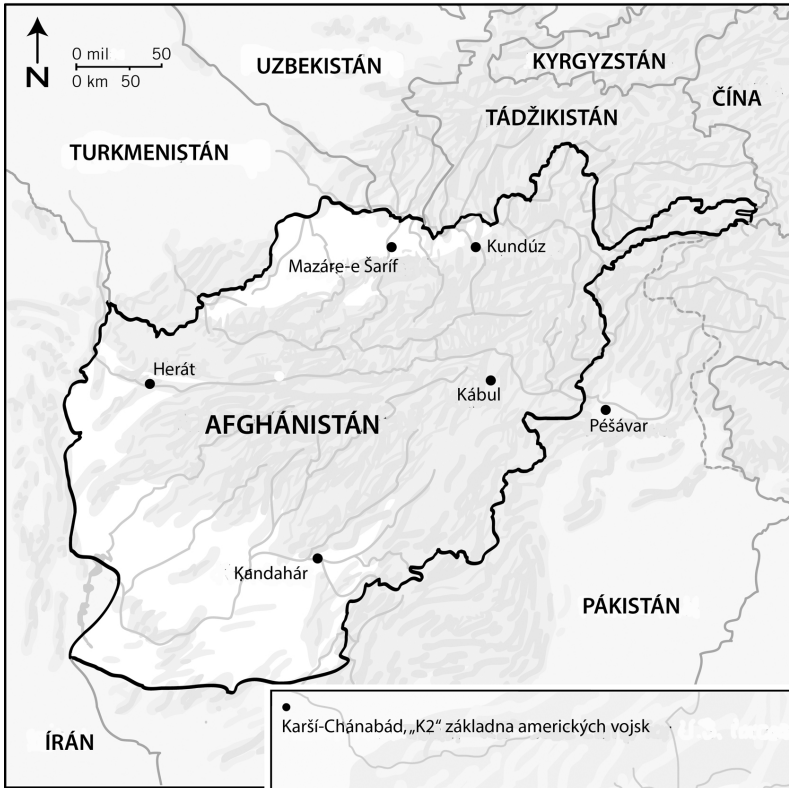 N
0 mil 50
0 km 50
UZBEKISTÁN
KYRGYZSTÁN
ČÍNA
TÁDŽIKISTÁN
TURKMENISTÁN
Mazáre-e Šaríf
Kundúz
Herát
Kábul
AFGHÁNISTÁN
Péšávar
Kandahár
PÁKISTÁN
ÍRÁN
Karší-Chánabád, „K2“ základna amerických vojsk
U.S.